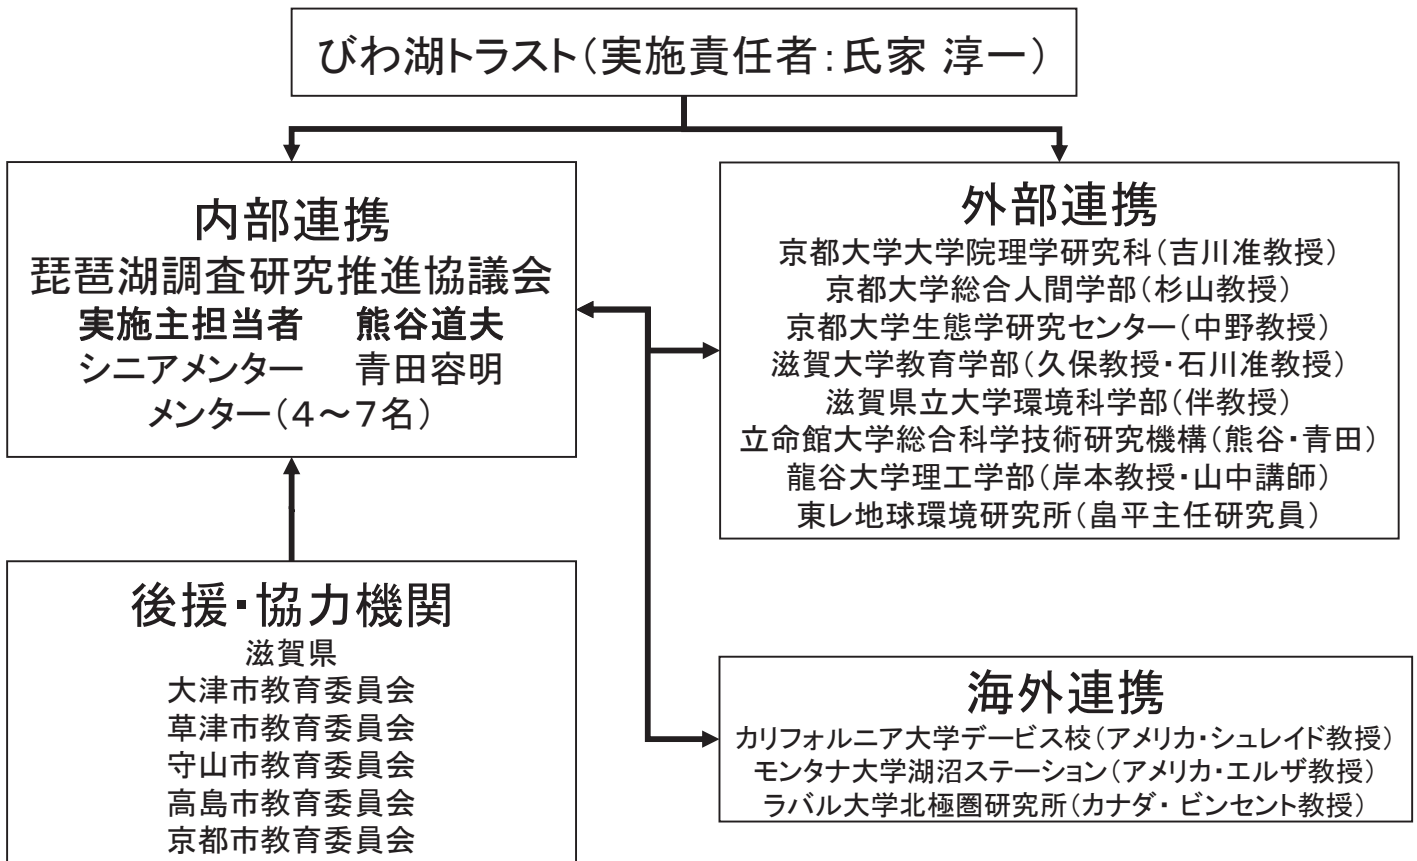 びわ湖トラスト(実施責任者:氏家 淳一)
内部連携
琵琶湖調査研究推進協議会
実施主担当者 熊谷道夫
シニアメンター 青田容明
メンター(4~7名)
外部連携
京都大学大学院理学研究科(吉川准教授)
京都大学総合人間学部(杉山教授)
京都大学生態学研究センター(中野教授)
滋賀大学教育学部(久保教授・石川准教授)
滋賀県立大学環境科学部(伴教授)
立命館大学総合科学技術研究機構(熊谷・青田)
龍谷大学理工学部(岸本教授・山中講師)
東レ地球環境研究所(畠平主任研究員)
後援・協力機関
滋賀県
大津市教育委員会
草津市教育委員会
守山市教育委員会
高島市教育委員会
京都市教育委員会
海外連携
カリフォルニア大学デービス校(アメリカ・シュレイド教授)
モンタナ大学湖沼ステーション(アメリカ・エルザ教授)
ラバル大学北極圏研究所(カナダ・ビンセント教授)